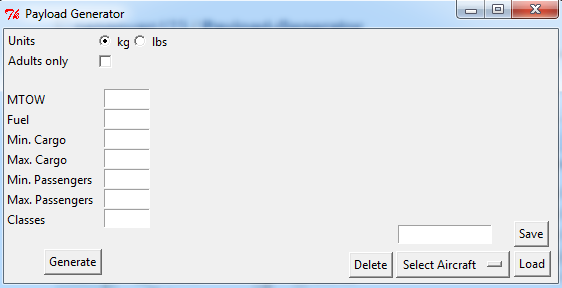 Payload Generator
Units kg lbs
Adults only
MTOW
Fuel
Min. Cargo
Max. Cargo
Min. Passengers
Max. Passengers
Classes
Save
Generate Delete Select Aircraft Load